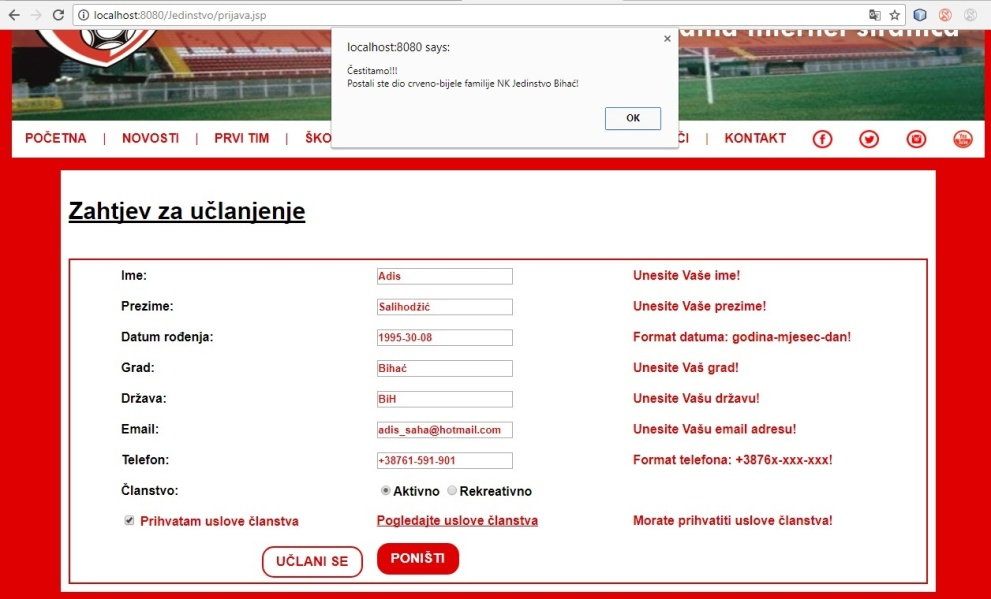 localhost:8080/Jedinstvo/prijava.jsp
localhost:8080 says:
Čestitamo!!!
Postali ste dio crveno-bijele familije NK Jedinstvo Bihać!
OK
internet stranica
POČETNA | NOVOSTI | PRVI TIM | ŠKO
ČI | KONTAKT
Zahtjev za učlanjenje
Ime: Adis Unesite Vaše ime!
Prezime: Salihodžić Unesite Vaše prezime!
Datum rođenja: 1995-30-08 Format datuma: godina-mjesec-dan!
Grad: Bihać Unesite Vaš grad!
Država: BiH Unesite Vašu državu!
Email: adis_saha@hotmail.com Unesite Vašu email adresu!
Telefon: +38761-591-901 Format telefona: +3876x-xxx-xxx!
Članstvo: Aktivno Rekreativno
Prihvatam uslove članstva Pogledajte uslove članstva Morate prihvatiti uslove članstva!
UČLANI SE PONIŠTI